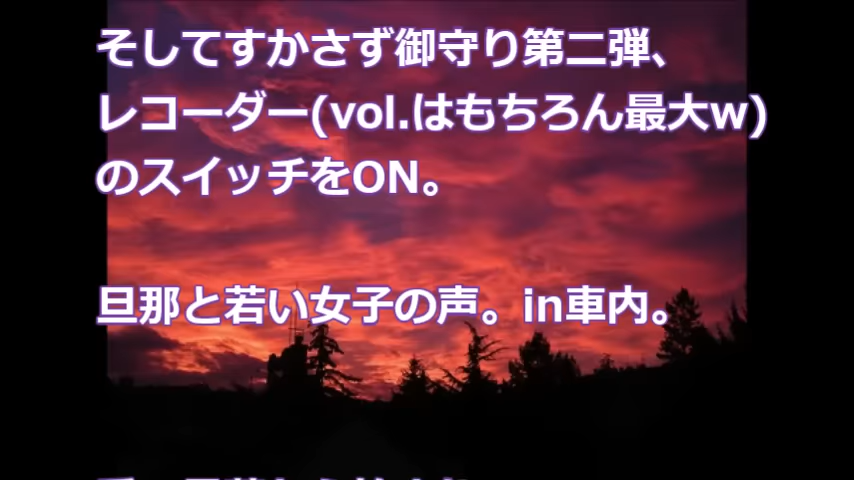 そしてすかさず御守り第二弾、
レコーダー(vol.はもちろん最大w)
のスイッチをON。
旦那と若い女子の声。in車内。